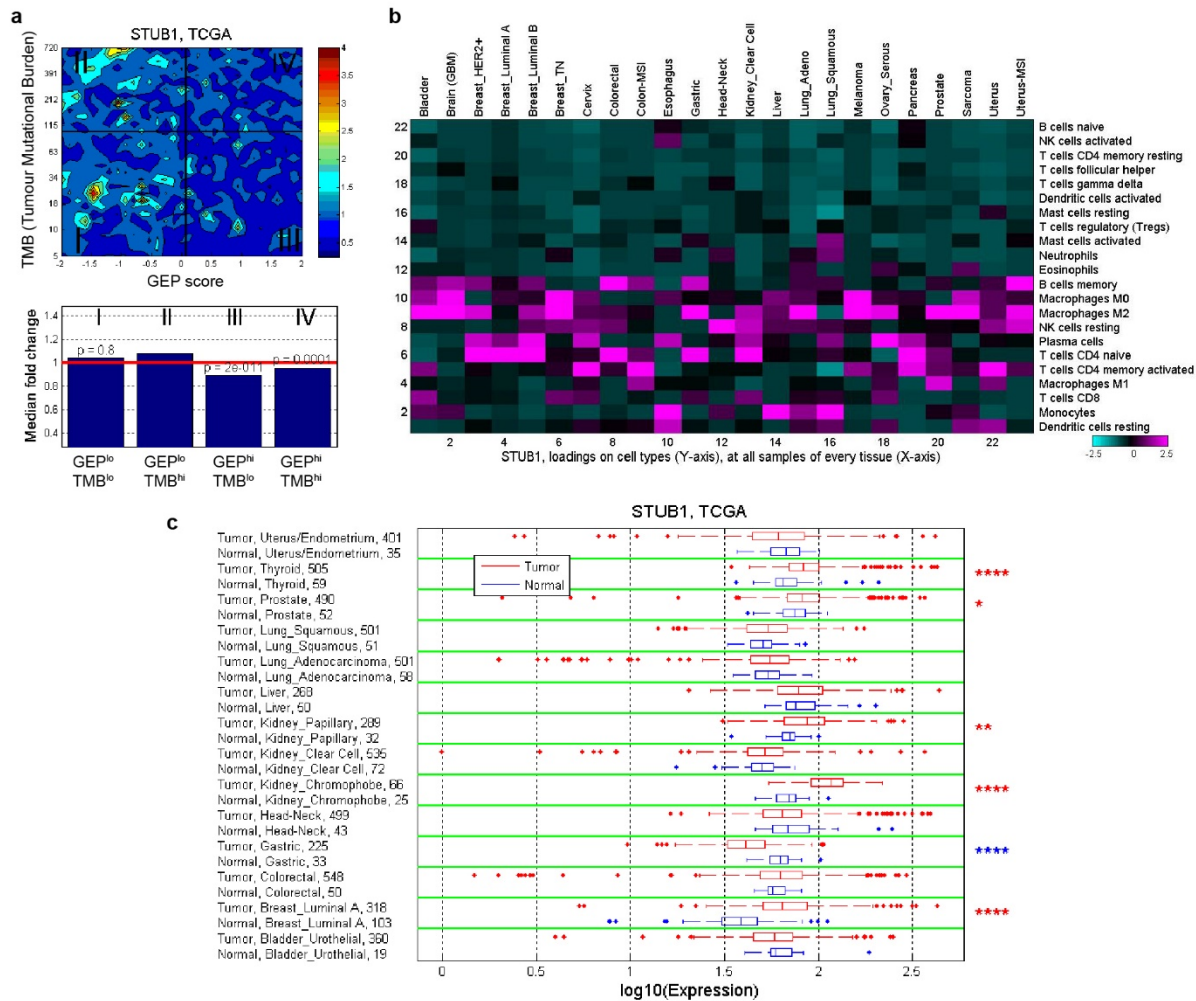 a
STUB1, TCGA
TMB (Tumour Mutational Burden)
720
391
212
115
62
34
18
10
5
II
IV
I
III
-2 -1.5 -1 -0.5 0 0.5 1 1.5 2
GEP score
4
3.5
3
2.5
2
1.5
1
0.5
Median fold change
1.4
1.2
1
0.8
0.6
0.4
I II III IV
p = 0.8
p = 2e-011
p = 0.0001
GEPlo TMBlo
GEPlo TMBhi
GEPhi TMBlo
GEPhi TMBhi
b
Bladder
Brain (GBM)
Breast_HER2+
Breast_Luminal A
Breast_Luminal B
Breast_TN
Cervix
Colorectal
Colon-MSI
Esophagus
Gastric
Head-Neck
Kidney_Clear Cell
Liver
Lung_Adeno
Lung_Squamous
Melanoma
Ovary_Serous
Pancreas
Prostate
Sarcoma
Uterus
Uterus-MSI
22
20
18
16
14
12
10
8
6
4
2
B cells naive
NK cells activated
T cells CD4 memory resting
T cells follicular helper
T cells gamma delta
Dendritic cells activated
Mast cells resting
T cells regulatory (Tregs)
Mast cells activated
Neutrophils
Eosinophils
B cells memory
Macrophages M0
Macrophages M2
NK cells resting
Plasma cells
T cells CD4 naive
T cells CD4 memory activated
Macrophages M1
T cells CD8
Monocytes
Dendritic cells resting
2 4 6 8 10 12 14 16 18 20 22
STUB1, loadings on cell types (Y-axis), at all samples of every tissue (X-axis)
-2.5 2.5
c
STUB1, TCGA
Tumor
Normal
Tumor, Uterus/Endometrium, 401
Normal, Uterus/Endometrium, 35
Tumor, Thyroid, 505 ****
Normal, Thyroid, 59
Tumor, Prostate, 490 *
Normal, Prostate, 52
Tumor, Lung_Squamous, 501
Normal, Lung_Squamous, 51
Tumor, Lung_Adenocarcinoma, 501
Normal, Lung_Adenocarcinoma, 58
Tumor, Liver, 268
Normal, Liver, 50
Tumor, Kidney_Papillary, 289 **
Normal, Kidney_Papillary, 32
Tumor, Kidney_Clear Cell, 535
Normal, Kidney_Clear Cell, 72
Tumor, Kidney_Chromophobe, 66 ****
Normal, Kidney_Chromophobe, 25
Tumor, Head-Neck, 499
Normal, Head-Neck, 43
Tumor, Gastric, 225 ****
Normal, Gastric, 33
Tumor, Colorectal, 548
Normal, Colorectal, 50
Tumor, Breast_Luminal A, 318 ****
Normal, Breast_Luminal A, 103
Tumor, Bladder_Urothelial, 360
Normal, Bladder_Urothelial, 19
0 0.5 1 1.5 2 2.5
log10(Expression)